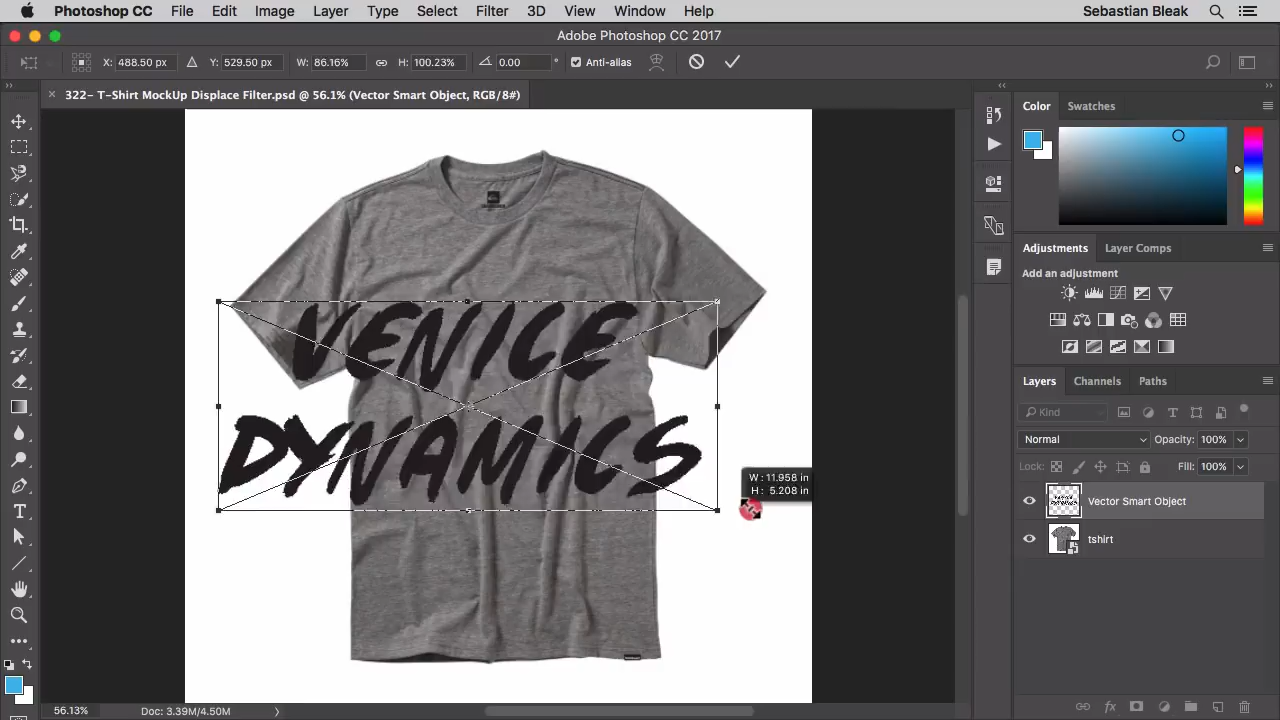 Photoshop CC File Edit Image Layer Type Select Filter 3D View Window Help Sebastian Bleak
Adobe Photoshop CC 2017
X: 488.50 px Y: 529.50 px W: 86.16% H: 100.23% 0.00 ° Anti-alias
322- T-Shirt MockUp Displace Filter.psd @ 56.1% (Vector Smart Object, RGB/8#)
Color Swatches
Adjustments Layer Comps
Add an adjustment
VENICE
DYNAMICS
W: 11.958 in
H: 5.208 in
Layers Channels Paths
Kind
Normal Opacity: 100%
Lock: Fill: 100%
Vector Smart Object
tshirt
56.13% Doc: 3.39M/4.50M